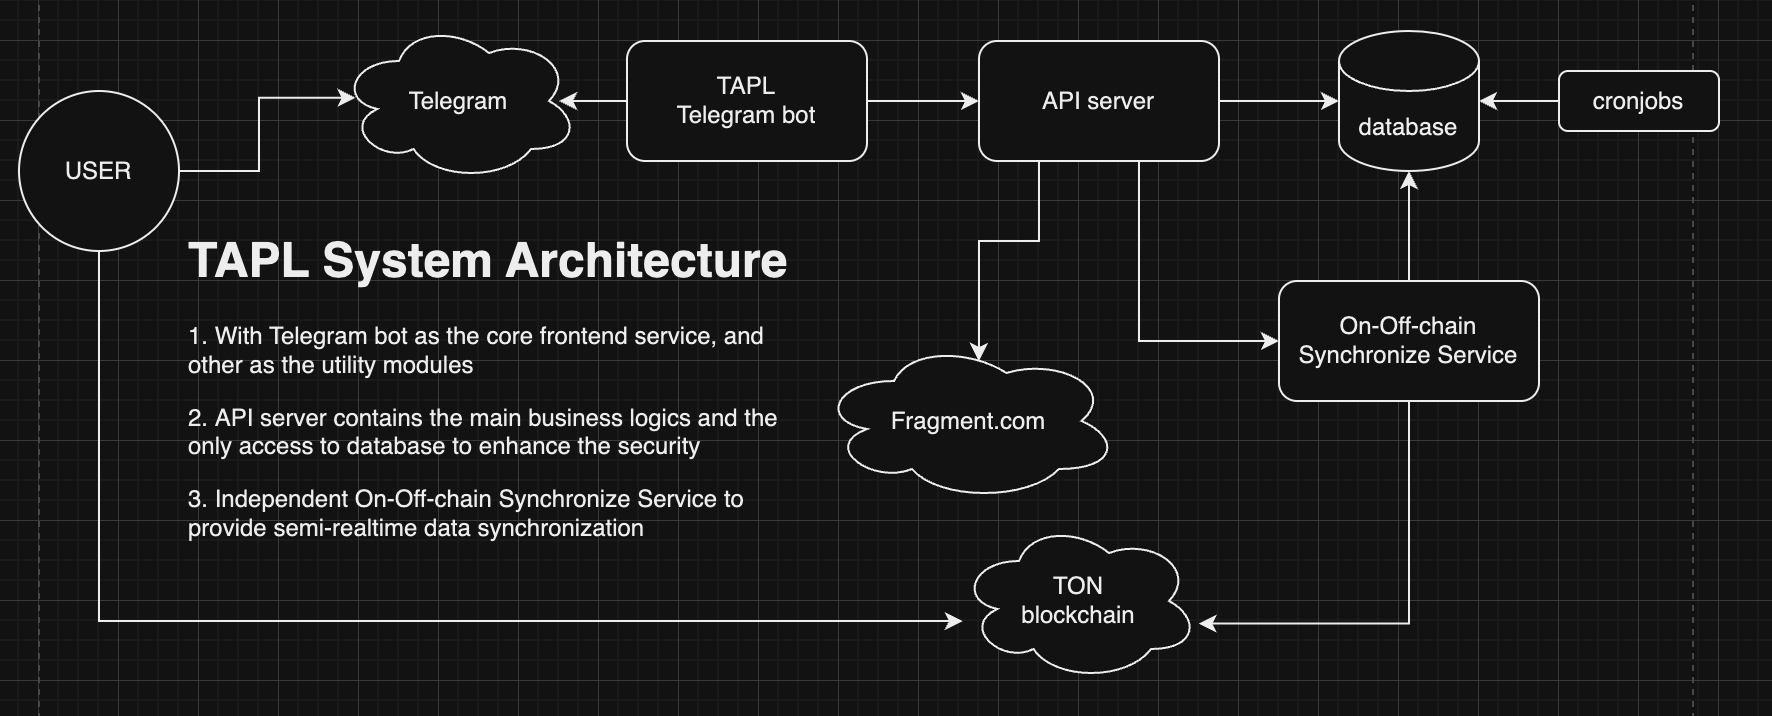 Telegram
TAPL
Telegram bot
API server
database
cronjobs
USER
TAPL System Architecture
1. With Telegram bot as the core frontend service, and
other as the utility modules
2. API server contains the main business logics and the
only access to database to enhance the security
3. Independent On-Off-chain Synchronize Service to
provide semi-realtime data synchronization
On-Off-chain
Synchronize Service
Fragment.com
TON
blockchain